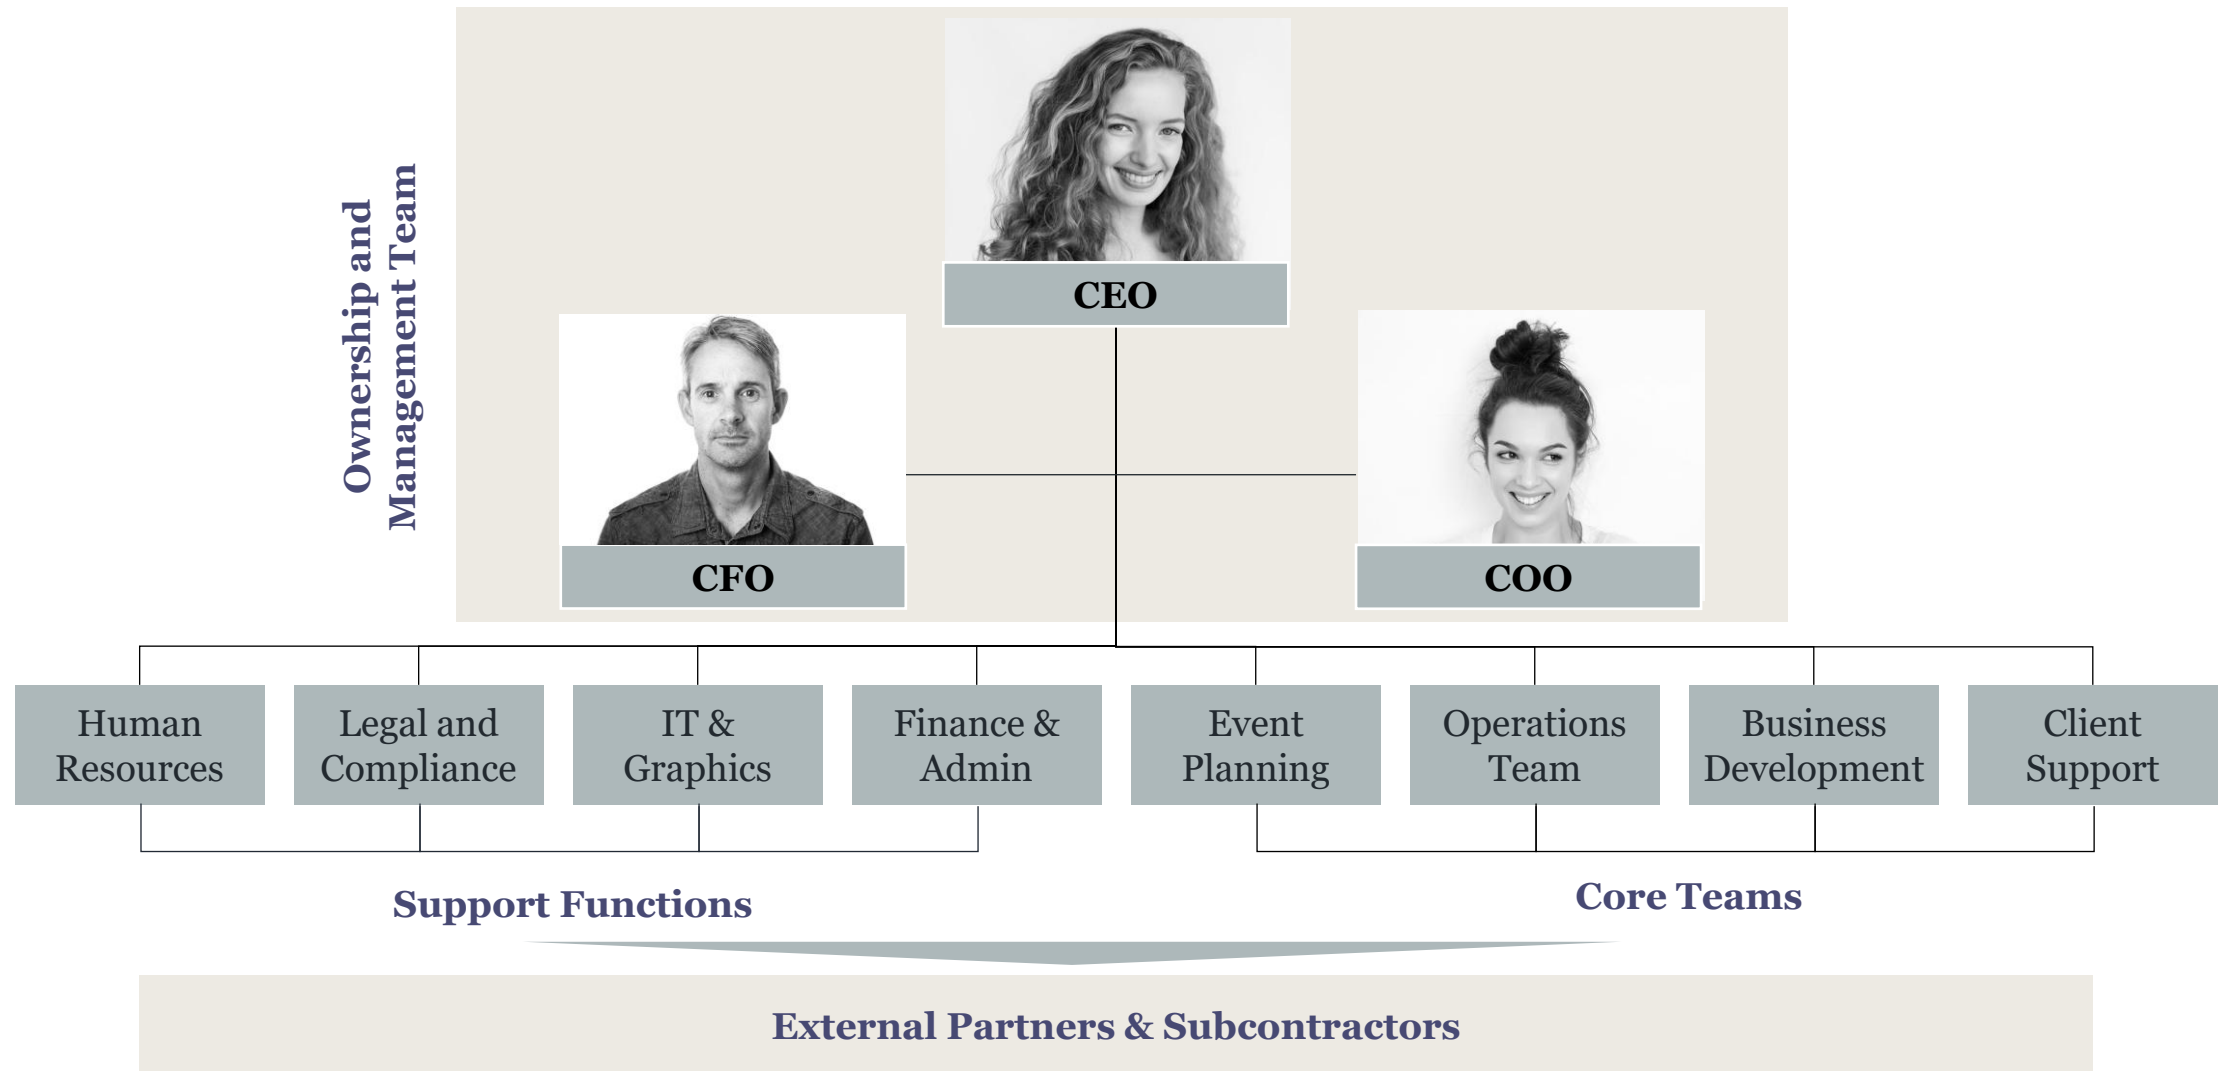 Ownership and
Management Team
CEO
CFO
COO
Human
Resources
Legal and
Compliance
IT &
Graphics
Finance &
Admin
Event
Planning
Operations
Team
Business
Development
Client
Support
Support Functions
Core Teams
External Partners & Subcontractors